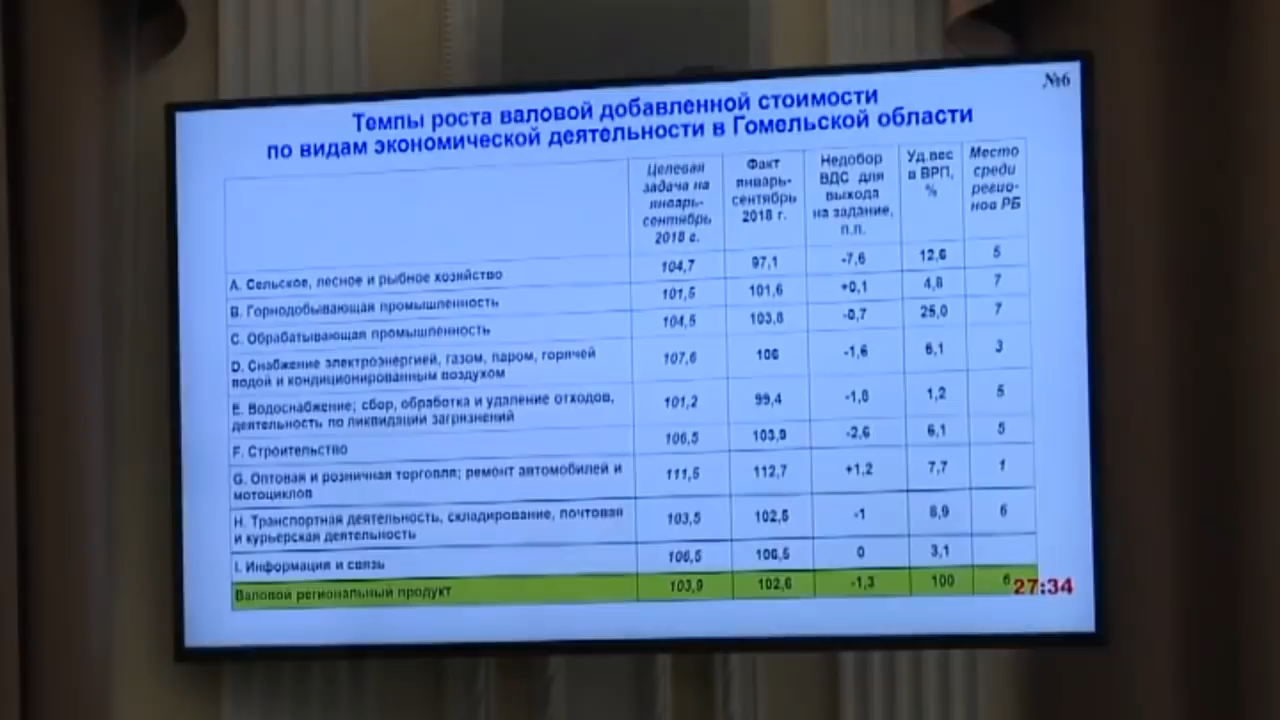 №6
Темпы роста валовой добавленной стоимости
по видам экономической деятельности в Гомельской области
Целевая задача на январь-сентябрь 2018 г. Факт январь-сентябрь 2018 г. Недобор ВДС для выхода на задание, п.п. Уд.вес в ВРП, % Место среди регио-нов РБ
А. Сельское, лесное и рыбное хозяйство 104,7 97,1 -7,6 12,6 5
В. Горнодобывающая промышленность 101,5 101,6 +0,1 4,8 7
С. Обрабатывающая промышленность 104,5 103,8 -0,7 25,0 7
D. Снабжение электроэнергией, газом, паром, горячей
водой и кондиционированным воздухом 107,6 106 -1,6 6,1 3
Е. Водоснабжение; сбор, обработка и удаление отходов,
деятельность по ликвидации загрязнений 101,2 99,4 -1,8 1,2 5
F. Строительство 106,5 103,9 -2,6 6,1 5
G. Оптовая и розничная торговля; ремонт автомобилей и
мотоциклов 111,5 112,7 +1,2 7,7 1
Н. Транспортная деятельность, складирование, почтовая
и курьерская деятельность 103,5 102,5 -1 8,9 6
I. Информация и связь 106,5 106,5 0 3,1
Валовой региональный продукт 103,9 102,6 -1,3 100 6
27:34